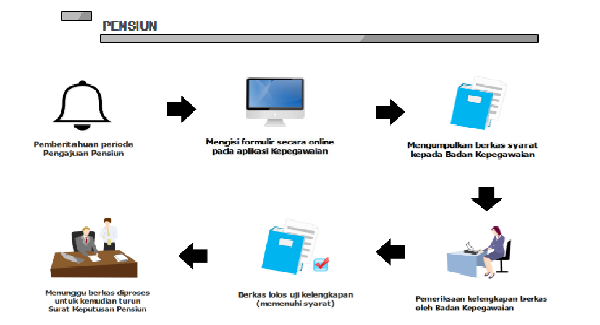 PENSIUN
Pemberitahuan periode
Pengajuan Pensiun
Mengisi formulir secara online
pada aplikasi Kepegawaian
Mengumpulkan berkas syarat
kepada Badan Kepegawaian
Menunggu berkas diproses
untuk kemudian turun
Surat Keputusan Pensiun
Berkas lolos uji kelengkapan
(memenuhi syarat)
Pemeriksaan kelengkapan berkas
oleh Badan Kepegawaian